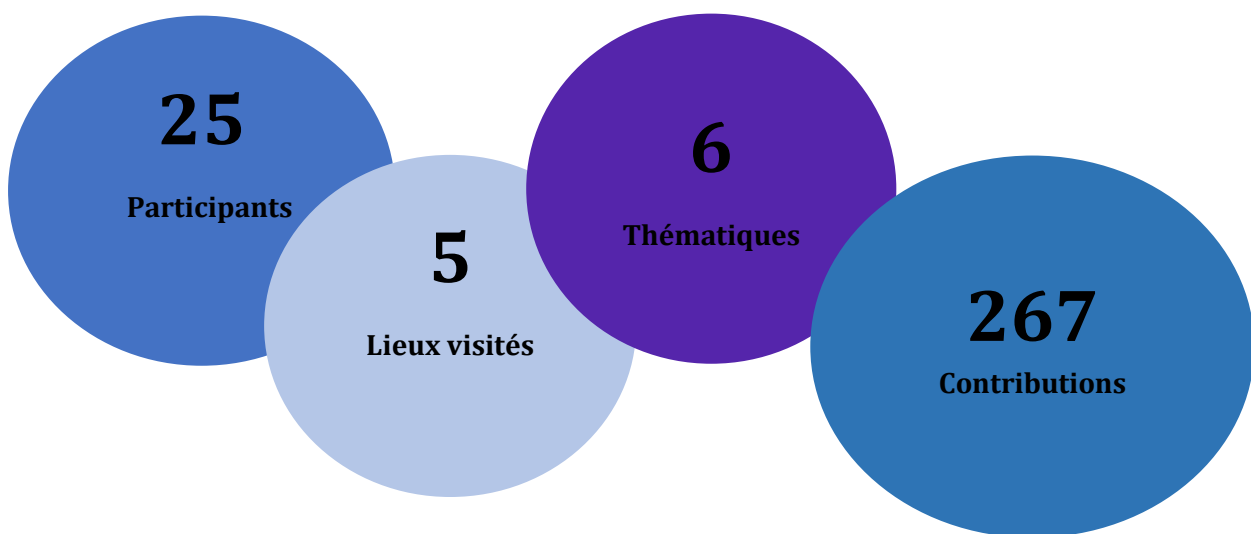 25
Participants
5
Lieux visités
6
Thématiques
267
Contributions